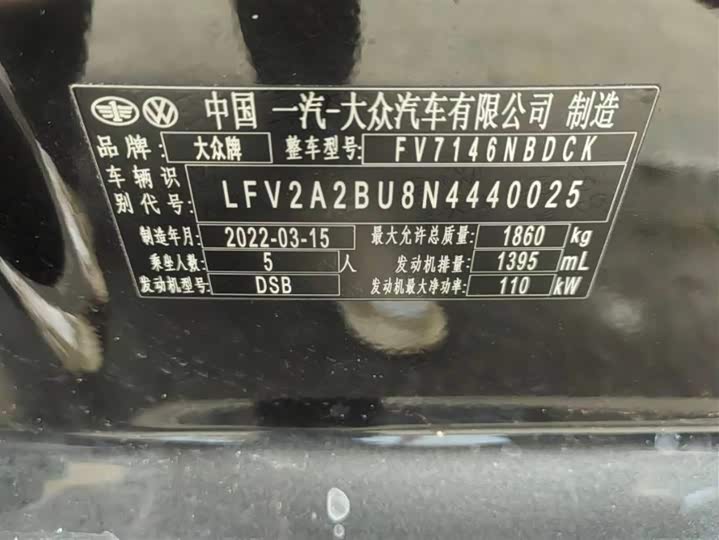 中国 一汽-大众汽车有限公司 制造
品牌: 大众牌 整车型号: FV7146NBDCK
车辆识别代号: LFV2A2BU8N4440025
制造年月: 2022-03-15 最大允许总质量: 1860 kg
乘坐人数: 5 人 发动机排量: 1395 mL
发动机型号: DSB 发动机最大净功率: 110 kW